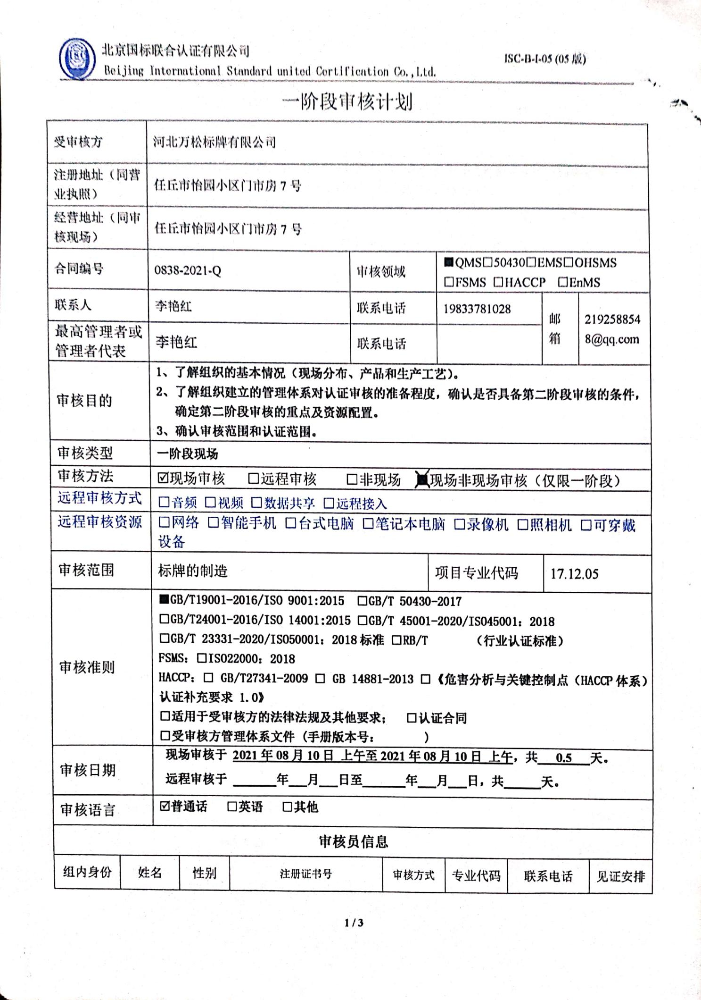 北京国标联合认证有限公司
ISC-B-I-05 (05 版)
Beijing International Standard united Certification Co.,Ltd.
一阶段审核计划
受审核方 河北万松标牌有限公司
注册地址（同营
业执照）
任丘市怡园小区门市房 7 号
经营地址（同审
核现场）
任丘市怡园小区门市房 7 号
合同编号 0838-2021-Q 审核领域
■QMS□50430□EMS□OHSMS
□FSMS □HACCP □EnMS
联系人 李艳红 联系电话 19833781028
邮
箱
219258854
8@qq.com
最高管理者或
管理者代表
李艳红 联系电话
审核目的
1、了解组织的基本情况（现场分布、产品和生产工艺）。
2、了解组织建立的管理体系对认证审核的准备程度，确认是否具备第二阶段审核的条件，
确定第二阶段审核的重点及资源配置。
3、确认审核范围和认证范围。
审核类型 一阶段现场
审核方法 ☑现场审核 □远程审核 □非现场 ■现场非现场审核（仅限一阶段）
远程审核方式 □音频 □视频 □数据共享 □远程接入
远程审核资源 □网络 □智能手机 □台式电脑 □笔记本电脑 □录像机 □照相机 □可穿戴
设备
审核范围 标牌的制造 项目专业代码 17.12.05
审核准则
■GB/T19001-2016/ISO 9001:2015 □GB/T 50430-2017
□GB/T24001-2016/ISO 14001:2015 □GB/T 45001-2020/ISO45001：2018
□GB/T 23331-2020/ISO50001：2018 标准 □RB/T （行业认证标准）
FSMS：□ISO22000：2018
HACCP：□ GB/T27341-2009 □ GB 14881-2013 □《危害分析与关键控制点（HACCP 体系）
认证补充要求 1.0》
□适用于受审核方的法律法规及其他要求； □认证合同
□受审核方管理体系文件（手册版本号： ）
审核日期
现场审核于 2021 年 08 月 10 日 上午至 2021 年 08 月 10 日 上午，共 0.5 天。
远程审核于 ______年__月__日至______年__月__日，共_____天。
审核语言 ☑普通话 □英语 □其他
审核员信息
组内身份 姓名 性别 注册证书号 审核方式 专业代码 联系电话 见证安排
1 / 3